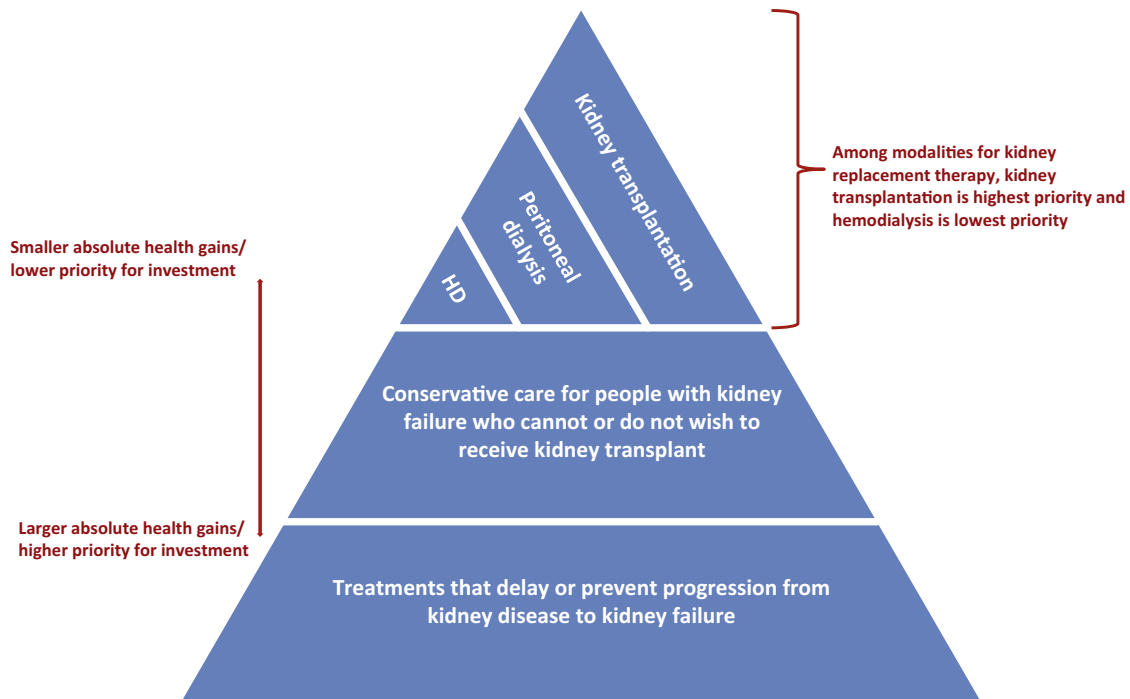 Kidney transplantation
Peritoneal
dialysis
HD
Among modalities for kidney
replacement therapy, kidney
transplantation is highest priority and
hemodialysis is lowest priority
Smaller absolute health gains/
lower priority for investment
Conservative care for people with kidney
failure who cannot or do not wish to
receive kidney transplant
Larger absolute health gains/
higher priority for investment
Treatments that delay or prevent progression from
kidney disease to kidney failure